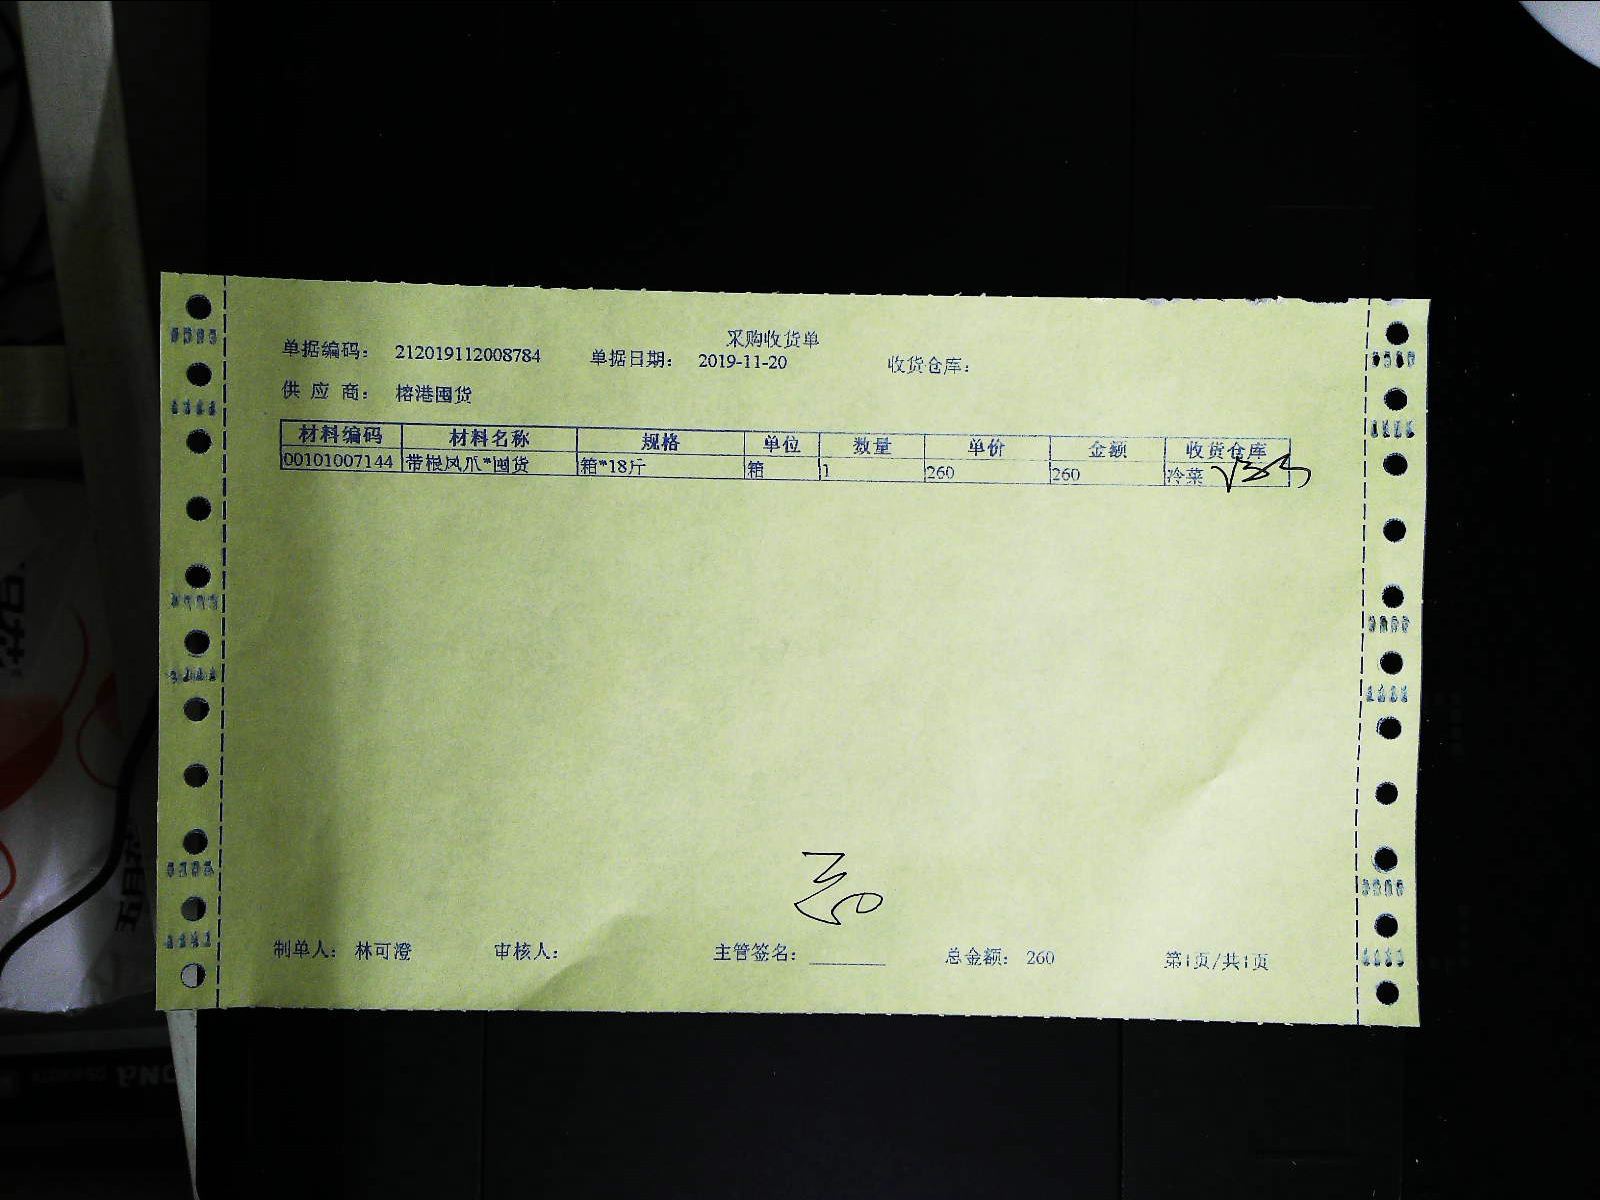 采购收货单
单据编码： 212019112008784 单据日期： 2019-11-20 收货仓库：
供 应 商： 榕港囤货
材料编码 材料名称 规格 单位 数量 单价 金额 收货仓库
00101007144 带根凤爪*囤货 箱*18斤 箱 1 260 260 冷菜
制单人： 林可澄 审核人： 主管签名： ________ 总金额： 260 第1页/共1页